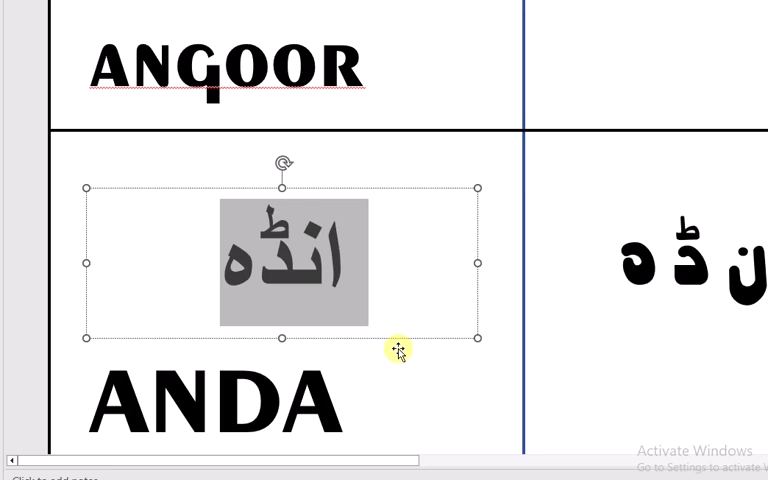 ANGOOR
انڈہ
ن ڈ ہ
ANDA
Activate Windows
Go to Settings to activate